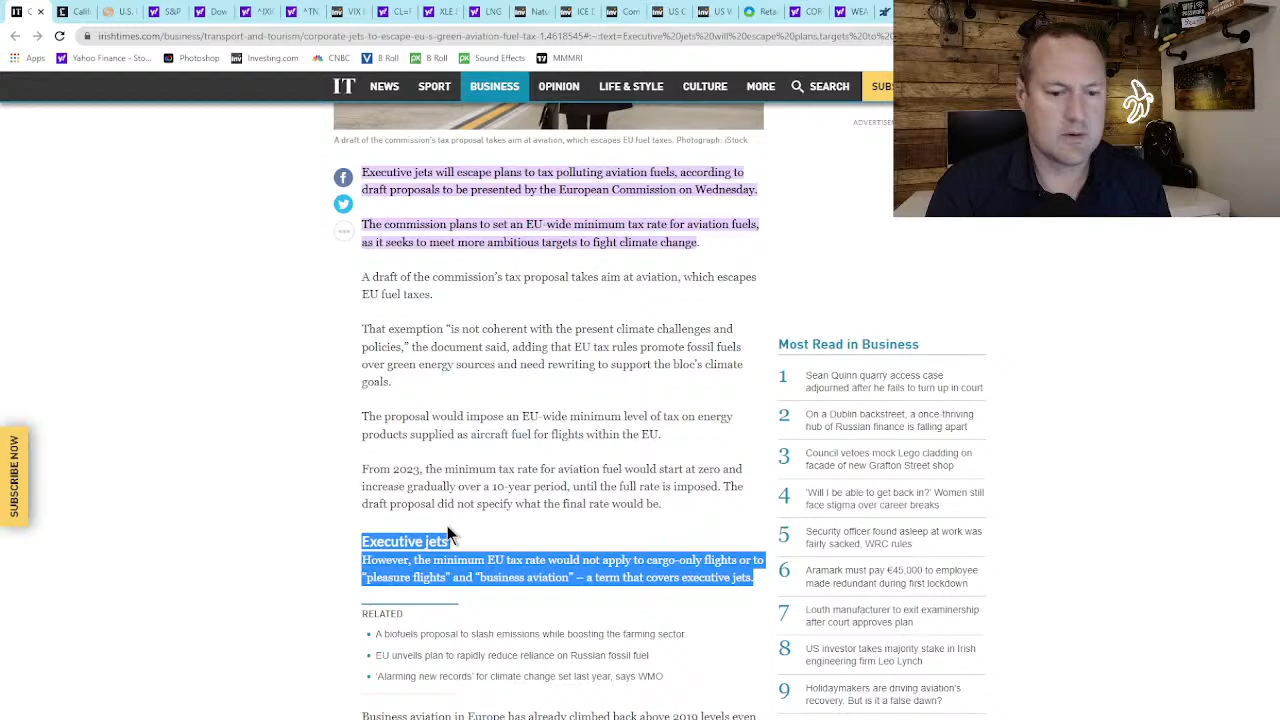 IT
C
Calif
U.S.
S&P
Dow
^IXI
^TN
VIX
CL=F
XLE
LNG
Natu
ICE D
Com
US C
US W
Reta
COR
WEA
irishtimes.com/business/transport-and-tourism/corporate-jets-to-escape-eu-s-green-aviation-fuel-tax-1.4618545#:~:text=Executive%20jets%20will%20escape%20plans,targets%20to%20
Apps
Yahoo Finance - Sto...
Photoshop
Investing.com
CNBC
B Roll
B Roll
Sound Effects
MMMRI
IT
NEWS
SPORT
BUSINESS
OPINION
LIFE & STYLE
CULTURE
MORE
SEARCH
SUBS
A draft of the commission's tax proposal takes aim at aviation, which escapes EU fuel taxes. Photograph: iStock
ADVERTISEM
Executive jets will escape plans to tax polluting aviation fuels, according to
draft proposals to be presented by the European Commission on Wednesday.
The commission plans to set an EU-wide minimum tax rate for aviation fuels,
as it seeks to meet more ambitious targets to fight climate change.
A draft of the commission's tax proposal takes aim at aviation, which escapes
EU fuel taxes.
That exemption "is not coherent with the present climate challenges and
policies," the document said, adding that EU tax rules promote fossil fuels
over green energy sources and need rewriting to support the bloc's climate
goals.
The proposal would impose an EU-wide minimum level of tax on energy
products supplied as aircraft fuel for flights within the EU.
From 2023, the minimum tax rate for aviation fuel would start at zero and
increase gradually over a 10-year period, until the full rate is imposed. The
draft proposal did not specify what the final rate would be.
Executive jets
However, the minimum EU tax rate would not apply to cargo-only flights or to
"pleasure flights" and "business aviation" – a term that covers executive jets.
RELATED
A biofuels proposal to slash emissions while boosting the farming sector
EU unveils plan to rapidly reduce reliance on Russian fossil fuel
'Alarming new records' for climate change set last year, says WMO
Business aviation in Europe has already climbed back above 2019 levels even
SUBSCRIBE NOW
Most Read in Business
1 Sean Quinn quarry access case
adjourned after he fails to turn up in court
2 On a Dublin backstreet, a once-thriving
hub of Russian finance is falling apart
3 Council vetoes mock Lego cladding on
facade of new Grafton Street shop
4 'Will I be able to get back in?' Women still
face stigma over career breaks
5 Security officer found asleep at work was
fairly sacked, WRC rules
6 Aramark must pay €45,000 to employee
made redundant during first lockdown
7 Louth manufacturer to exit examinership
after court approves plan
8 US investor takes majority stake in Irish
engineering firm Leo Lynch
9 Holidaymakers are driving aviation's
recovery. But is it a false dawn?